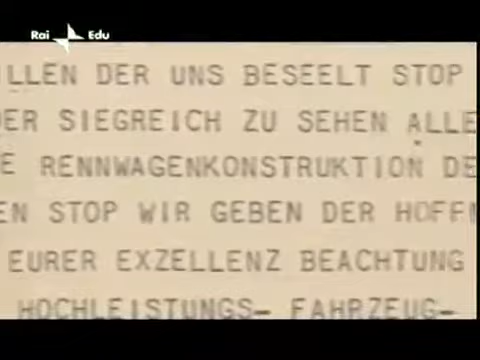 Rai Edu
LLEN DER UNS BESEELT STOP
DER SIEGREICH ZU SEHEN ALLE
E RENNWAGENKONSTRUKTION DE
EN STOP WIR GEBEN DER HOFFN
EURER EXZELLENZ BEACHTUNG
HOCHLEISTUNGS- FAHRZEUG-